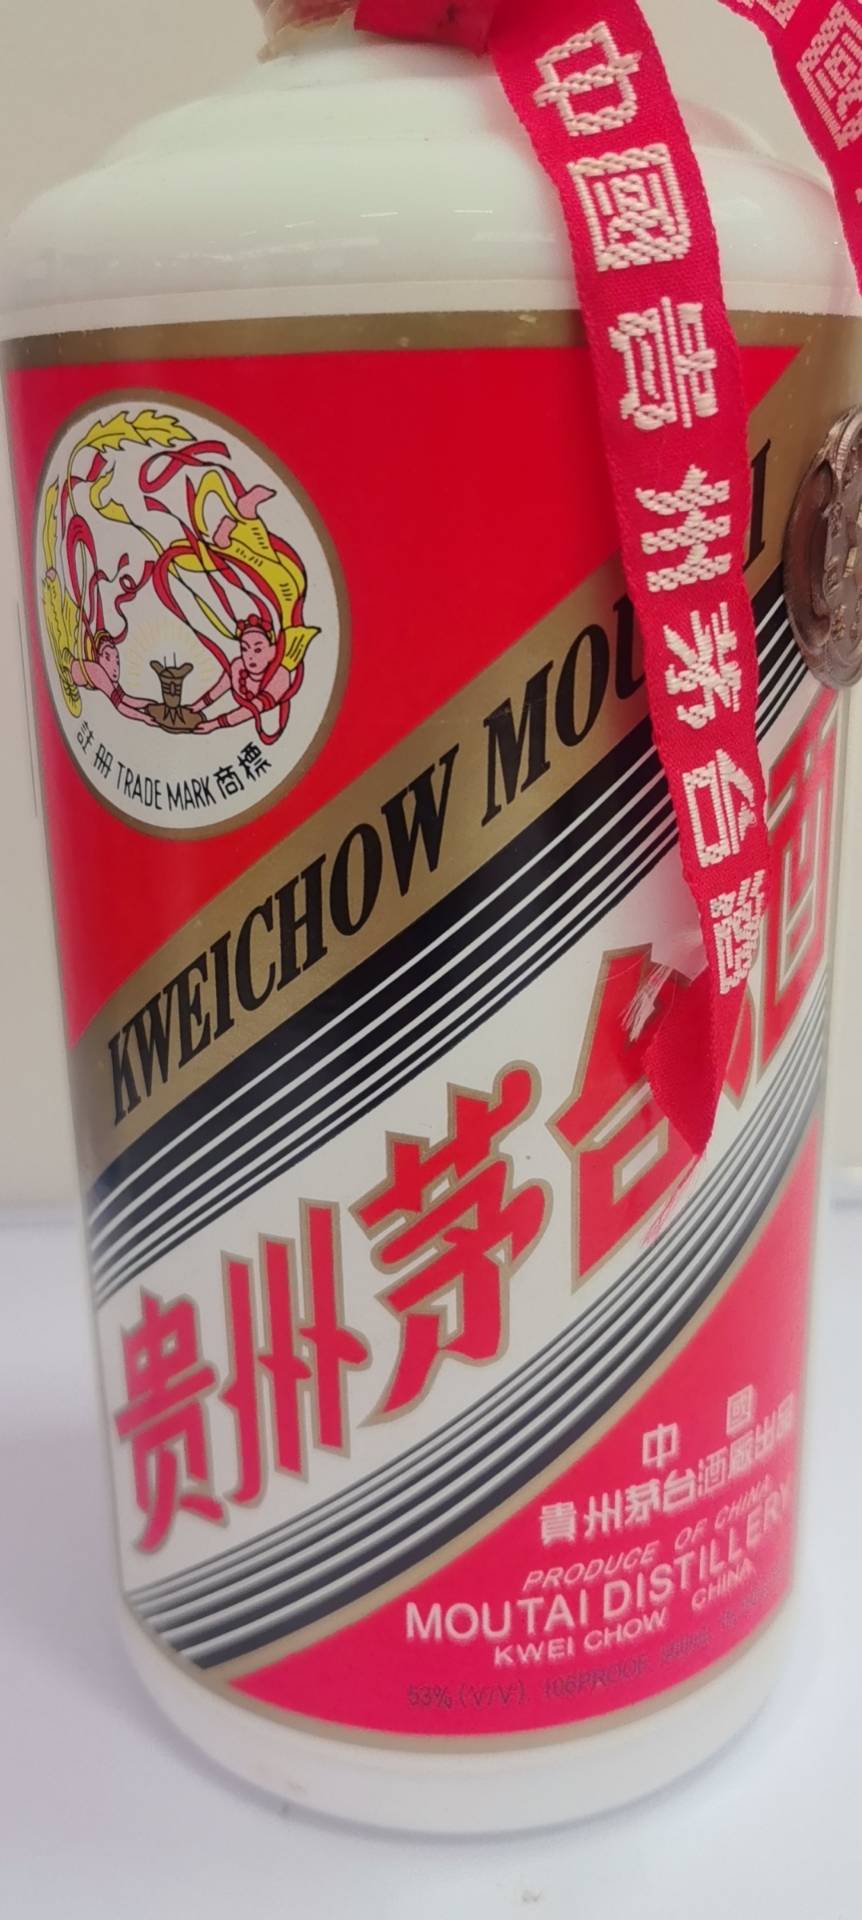 中國貴州茅台酒
註冊 TRADE MARK 商標
KWEICHOW MOU
贵州茅台酒
中國
貴州茅台酒廠出品
PRODUCE OF CHINA
MOUTAI DISTILLERY
KWEI CHOW CHINA
53% (V/V) 106PROOF